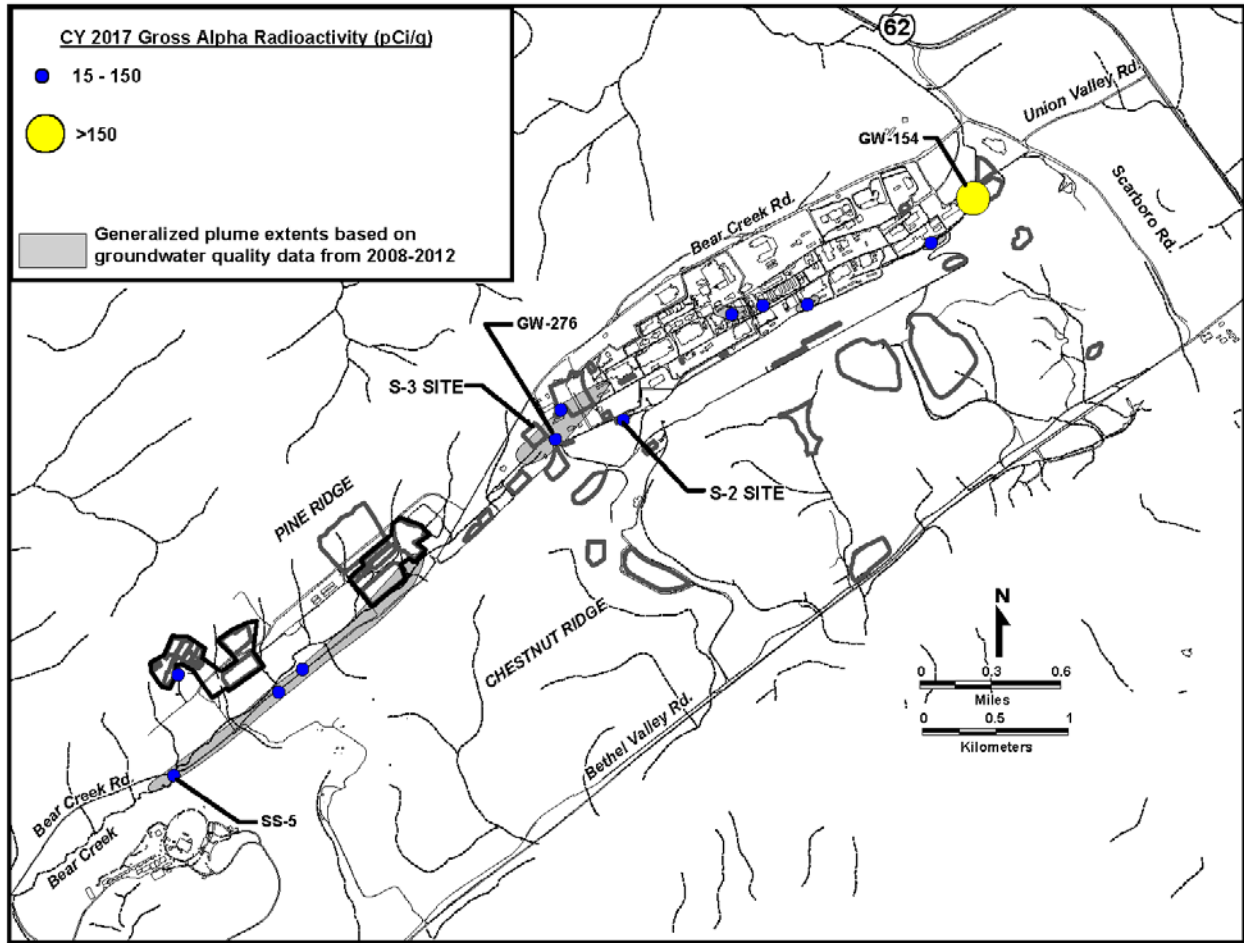 CY 2017 Gross Alpha Radioactivity (pCi/q)
15 - 150
>150
Generalized plume extents based on
groundwater quality data from 2008-2012
62
Union Valley Rd.
GW-154
Scarboro Rd.
Bear Creek Rd.
GW-276
S-3 SITE
S-2 SITE
PINE RIDGE
CHESTNUT RIDGE
N
0 0.3 0.6
Miles
0 0.5 1
Kilometers
Bethel Valley Rd.
Bear Creek Rd.
SS-5
Bear Creek